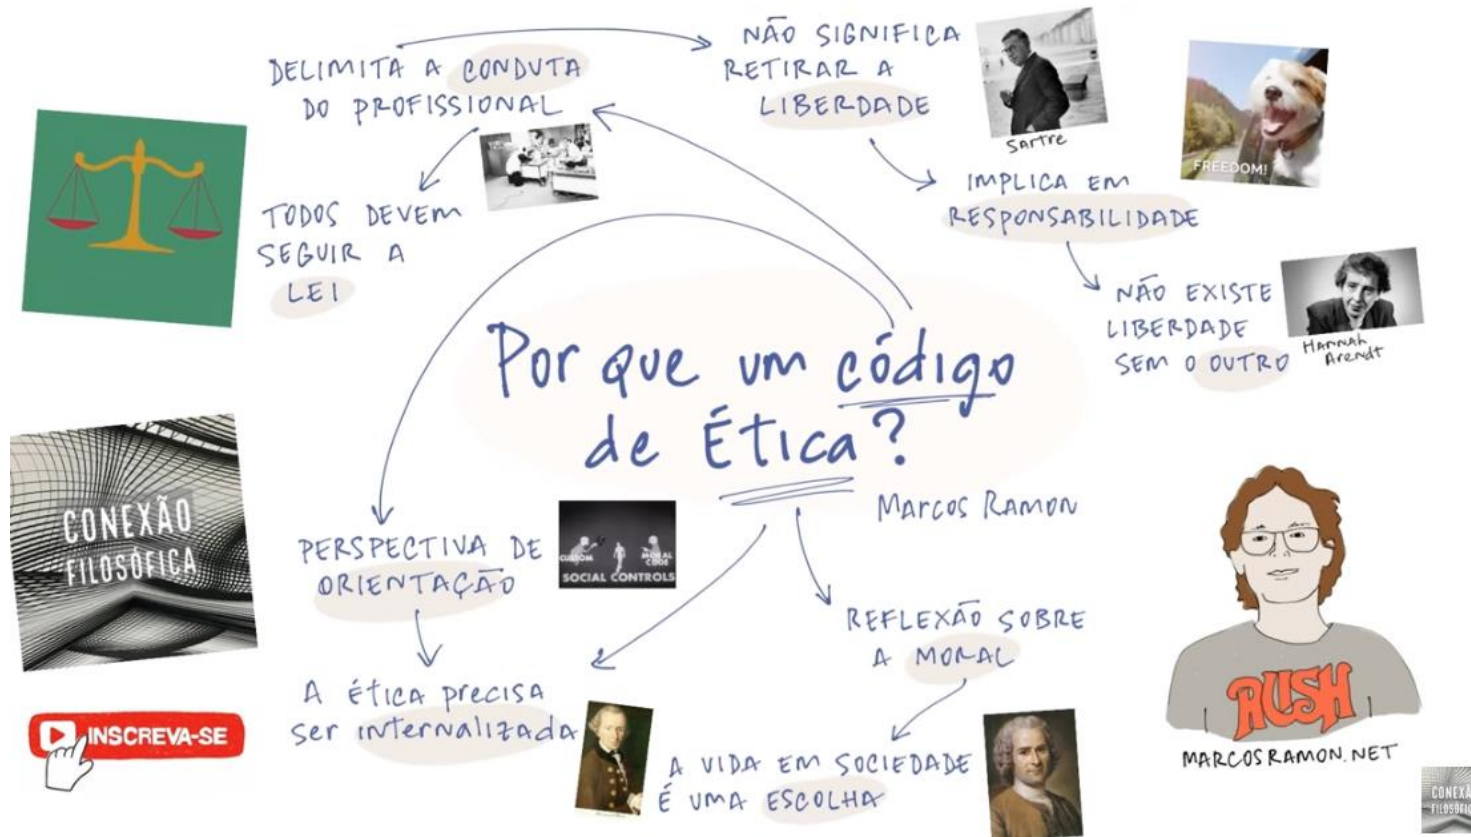 DELIMITA A CONDUTA
DO PROFISSIONAL
TODOS DEVEM
SEGUIR A
LEI
NÃO SIGNIFICA
RETIRAR A
LIBERDADE
Sartre
FREEDOM!
IMPLICA EM
RESPONSABILIDADE
NÃO EXISTE
LIBERDADE
SEM O OUTRO
HANNAH
Arendt
Por que um código
de Ética?
Marcos Ramon
CONEXÃO
FILOSÓFICA
PERSPECTIVA DE
ORIENTAÇÃO
CUSTOM
MORAL
CODE
SOCIAL CONTROLS
A ÉTICA precisa
ser internalizada
REFLEXÃO SOBRE
A MORAL
A VIDA EM SOCIEDADE
É UMA ESCOLHA
INSCREVA-SE
RUSH
MARCOSRAMON.NET